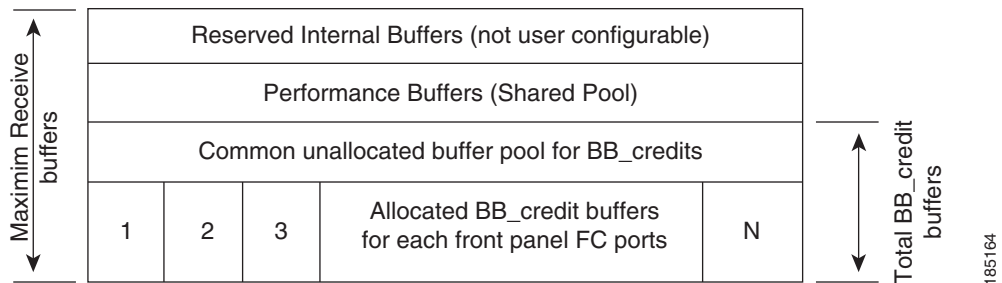 Maximim Receive
buffers
Reserved Internal Buffers (not user configurable)
Performance Buffers (Shared Pool)
Common unallocated buffer pool for BB_credits
1
2
3
Allocated BB_credit buffers
for each front panel FC ports
N
Total BB_credit
buffers
185164